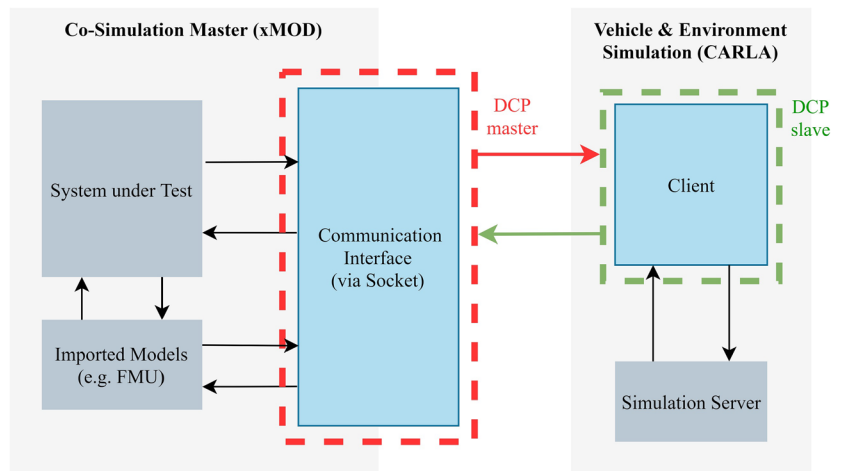 Co-Simulation Master (xMOD)
Vehicle & Environment
Simulation (CARLA)
DCP
master
DCP
slave
System under Test
Client
Communication
Interface
(via Socket)
Imported Models
(e.g. FMU)
Simulation Server